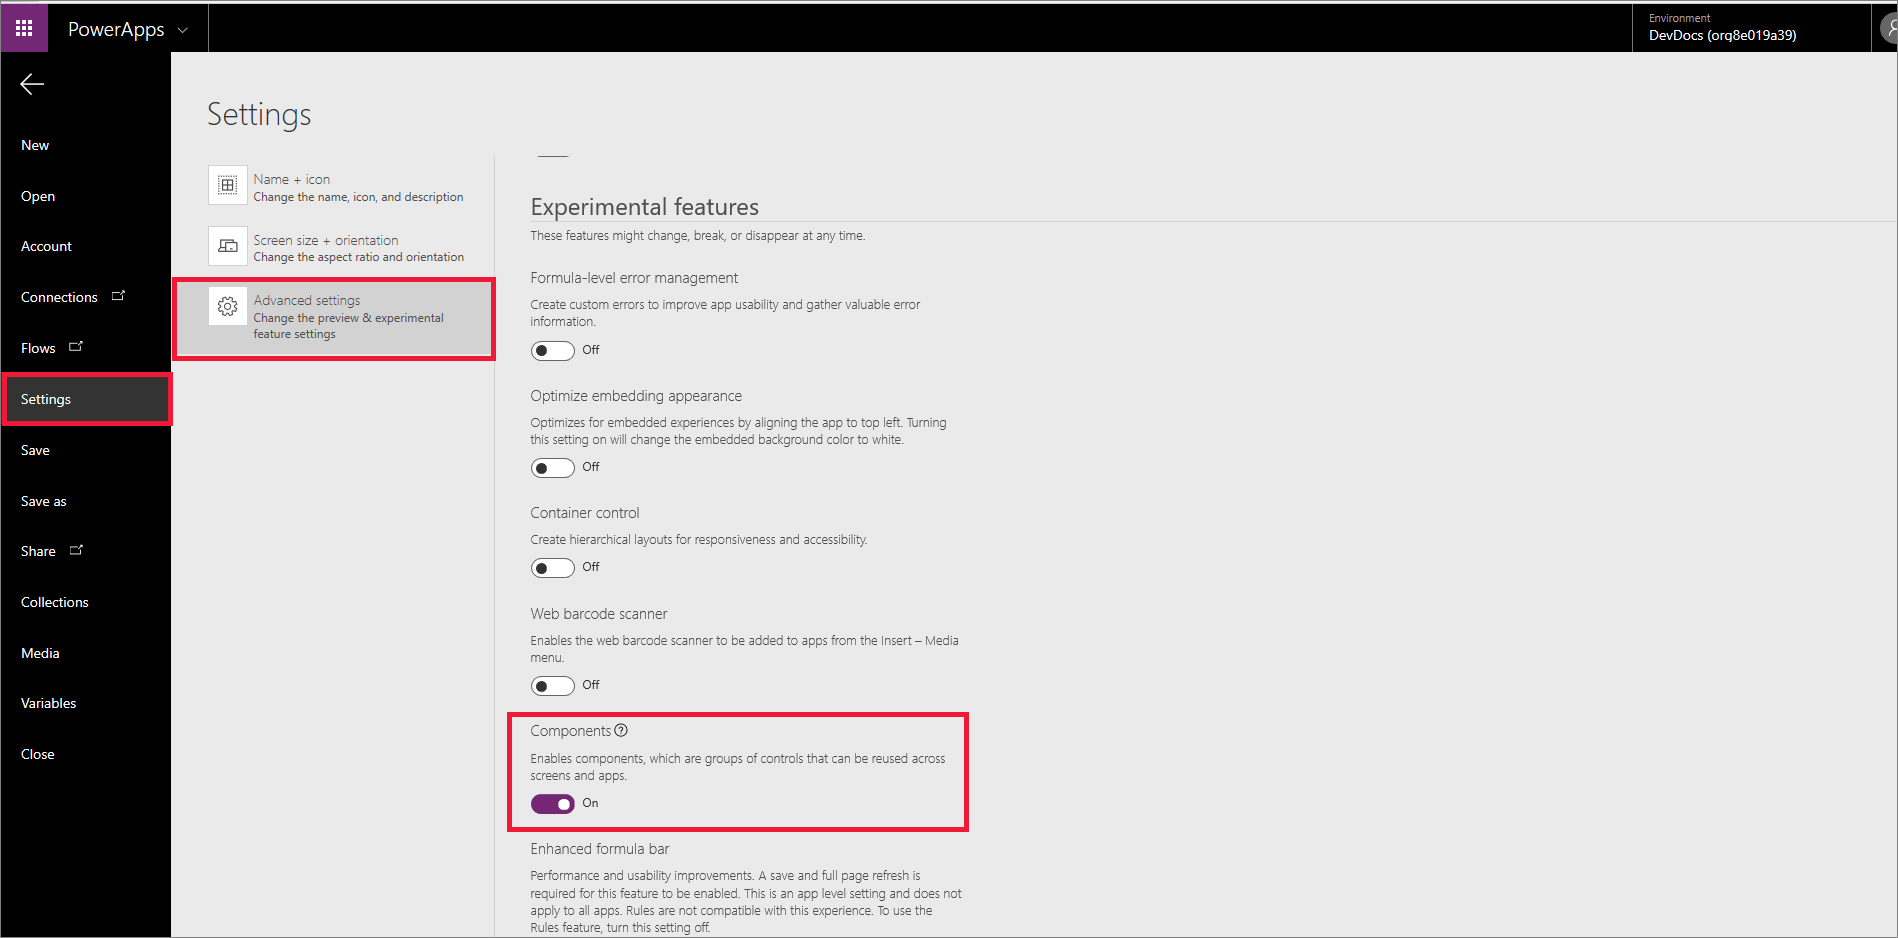 PowerApps
Environment
DevDocs (org8e019a39)
New
Open
Account
Connections
Flows
Settings
Save
Save as
Share
Collections
Media
Variables
Close
Settings
Name + icon
Change the name, icon, and description
Screen size + orientation
Change the aspect ratio and orientation
Advanced settings
Change the preview & experimental
feature settings
Experimental features
These features might change, break, or disappear at any time.
Formula-level error management
Create custom errors to improve app usability and gather valuable error
information.
Off
Optimize embedding appearance
Optimizes for embedded experiences by aligning the app to top left. Turning
this setting on will change the embedded background color to white.
Off
Container control
Create hierarchical layouts for responsiveness and accessibility.
Off
Web barcode scanner
Enables the web barcode scanner to be added to apps from the Insert – Media
menu.
Off
Components
Enables components, which are groups of controls that can be reused across
screens and apps.
On
Enhanced formula bar
Performance and usability improvements. A save and full page refresh is
required for this feature to be enabled. This is an app level setting and does not
apply to all apps. Rules are not compatible with this experience. To use the
Rules feature, turn this setting off.